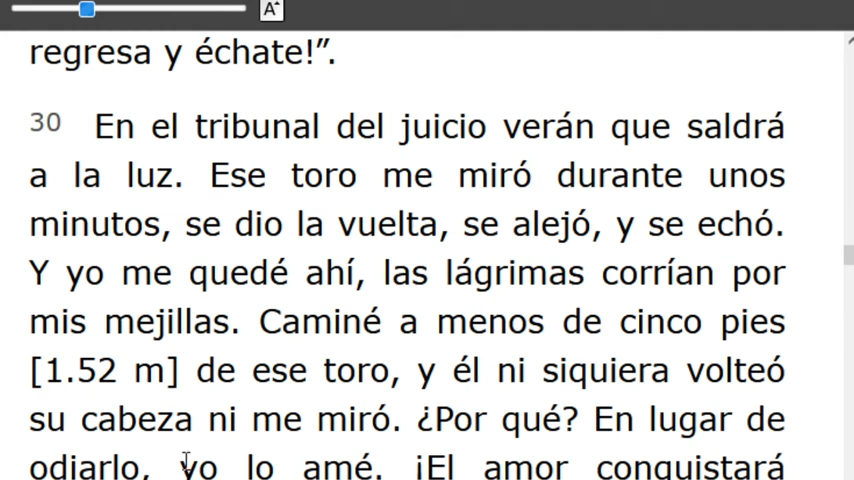 A
regresa y échate!”.
30 En el tribunal del juicio verán que saldrá
a la luz. Ese toro me miró durante unos
minutos, se dio la vuelta, se alejó, y se echó.
Y yo me quedé ahí, las lágrimas corrían por
mis mejillas. Caminé a menos de cinco pies
[1.52 m] de ese toro, y él ni siquiera volteó
su cabeza ni me miró. ¿Por qué? En lugar de
odiarlo, yo lo amé. ¡El amor conquistará